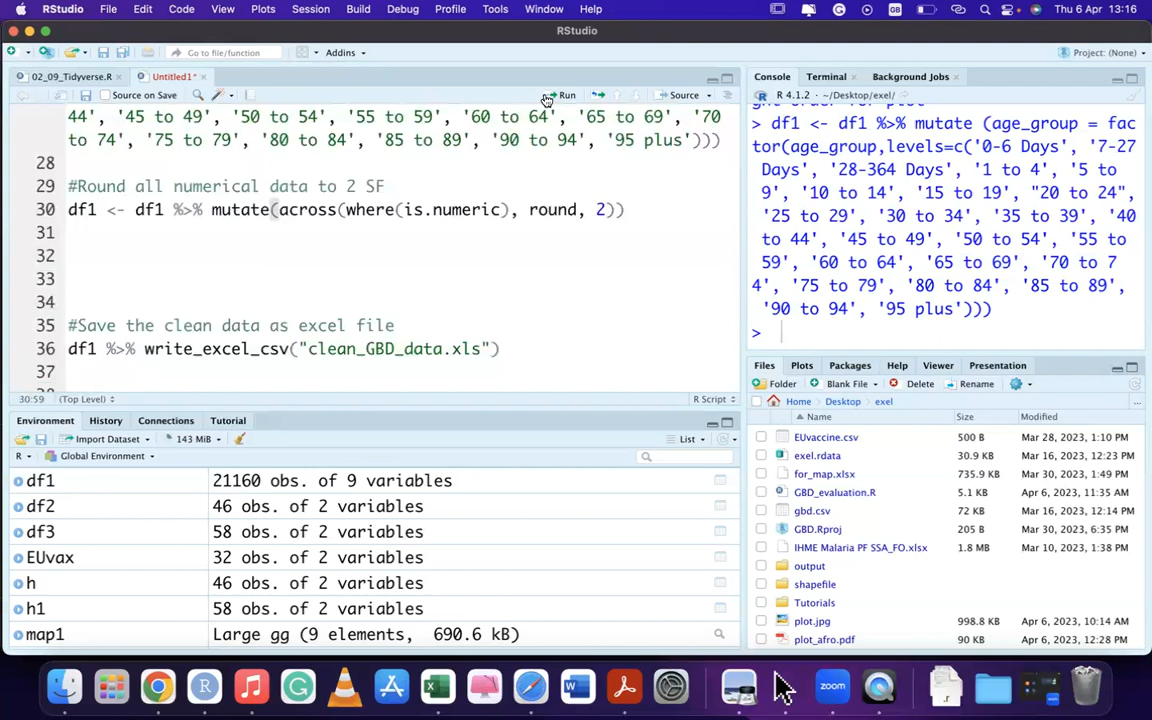 RStudio File Edit Code View Plots Session Build Debug Profile Tools Window Help
GB
Thu 6 Apr 13:16
RStudio
Go to file/function
Addins
Project: (None)
02_09_Tidyverse.R
Untitled1*
Source on Save
Run
Source
44', '45 to 49', '50 to 54', '55 to 59', '60 to 64', '65 to 69', '70
to 74', '75 to 79', '80 to 84', '85 to 89', '90 to 94', '95 plus')))
28
29 #Round all numerical data to 2 SF
30 df1 <- df1 %>% mutate(across(where(is.numeric), round, 2))
31
32
33
34
35 #Save the clean data as excel file
36 df1 %>% write_excel_csv("clean_GBD_data.xls")
37
30:59 (Top Level) R Script
Console Terminal Background Jobs
R 4.1.2 · ~/Desktop/exel/
ght order for plot
> df1 <- df1 %>% mutate (age_group = fac
tor(age_group,levels=c('0-6 Days', '7-27
Days', '28-364 Days', '1 to 4', '5 to
9', '10 to 14', '15 to 19', "20 to 24",
'25 to 29', '30 to 34', '35 to 39', '40
to 44', '45 to 49', '50 to 54', '55 to
59', '60 to 64', '65 to 69', '70 to 7
4', '75 to 79', '80 to 84', '85 to 89',
'90 to 94', '95 plus')))
>
Environment History Connections Tutorial
Import Dataset 143 MiB List
R Global Environment
df1 21160 obs. of 9 variables
df2 46 obs. of 2 variables
df3 58 obs. of 2 variables
EUvax 32 obs. of 2 variables
h 46 obs. of 2 variables
h1 58 obs. of 2 variables
map1 Large gg (9 elements, 690.6 kB)
Files Plots Packages Help Viewer Presentation
Folder Blank File Delete Rename
Home Desktop exel ...
Name Size Modified
EUvaccine.csv 500 B Mar 28, 2023, 1:10 PM
exel.rdata 30.9 KB Mar 16, 2023, 12:23 PM
for_map.xlsx 735.9 KB Mar 30, 2023, 1:49 PM
GBD_evaluation.R 5.1 KB Apr 6, 2023, 11:35 AM
gbd.csv 72 KB Mar 16, 2023, 12:14 PM
GBD.Rproj 205 B Mar 30, 2023, 6:35 PM
IHME Malaria PF SSA_FO.xlsx 1.8 MB Mar 10, 2023, 1:38 PM
output
shapefile
Tutorials
plot.jpg 998.8 KB Apr 6, 2023, 10:14 AM
plot_afro.pdf 90 KB Apr 6, 2023, 12:28 PM
zoom